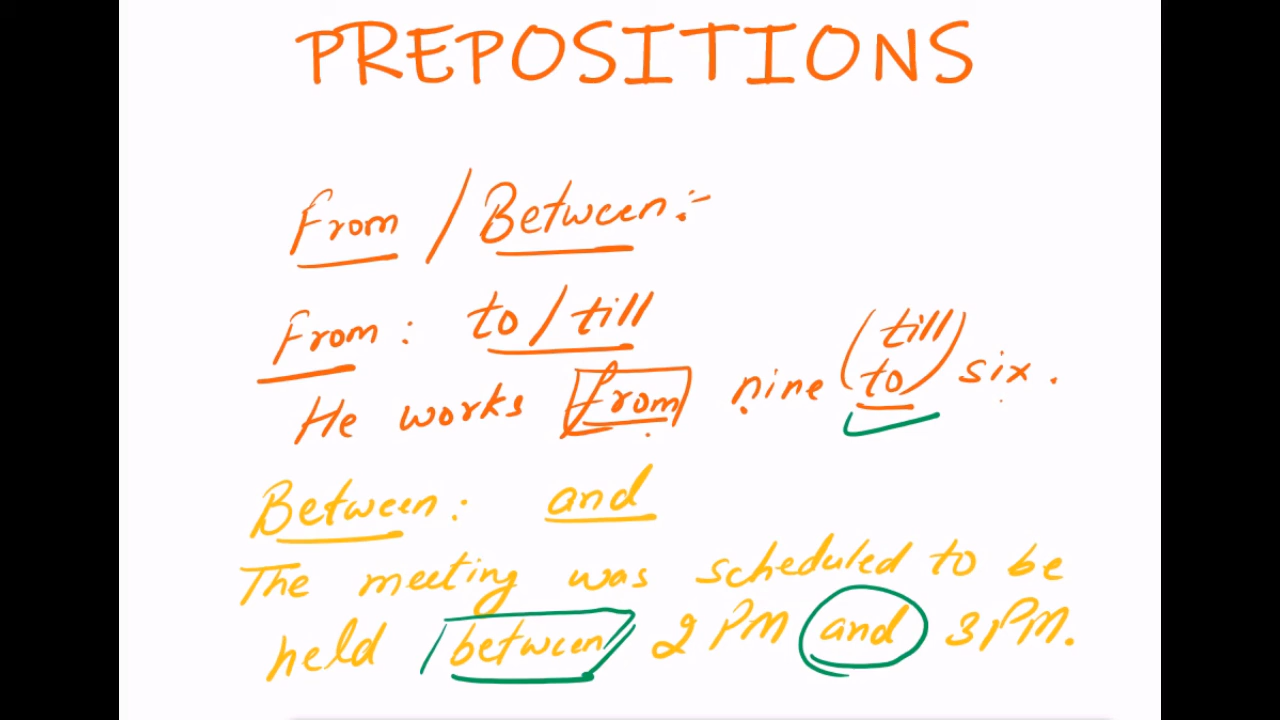 PREPOSITIONS
From / Between :-
From : to / till
He works from nine (till to) six.
Between : and
The meeting was scheduled to be
held between 2 PM and 3 PM.